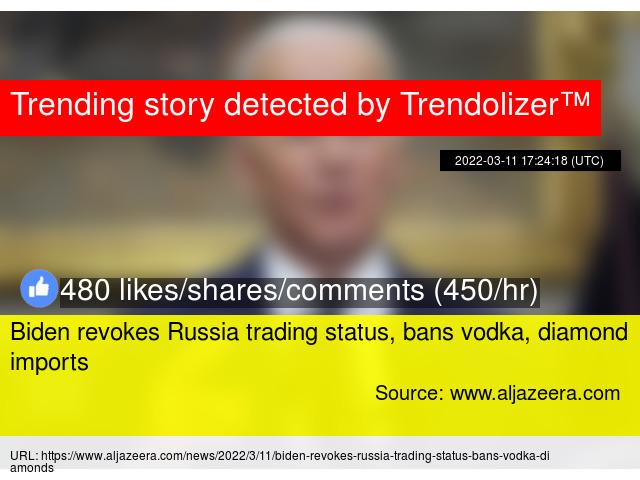 Trending story detected by Trendolizer™
2022-03-11 17:24:18 (UTC)
480 likes/shares/comments (450/hr)
Biden revokes Russia trading status, bans vodka, diamond
imports
Source: www.aljazeera.com
URL: https://www.aljazeera.com/news/2022/3/11/biden-revokes-russia-trading-status-bans-vodka-di
amonds